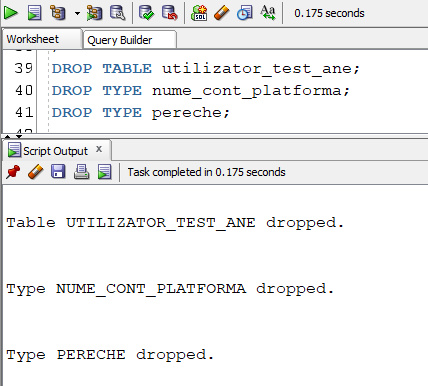 0.175 seconds
Worksheet Query Builder
39 DROP TABLE utilizator_test_ane;
40 DROP TYPE nume_cont_platforma;
41 DROP TYPE pereche;
Script Output x
Task completed in 0.175 seconds
Table UTILIZATOR_TEST_ANE dropped.
Type NUME_CONT_PLATFORMA dropped.
Type PERECHE dropped.